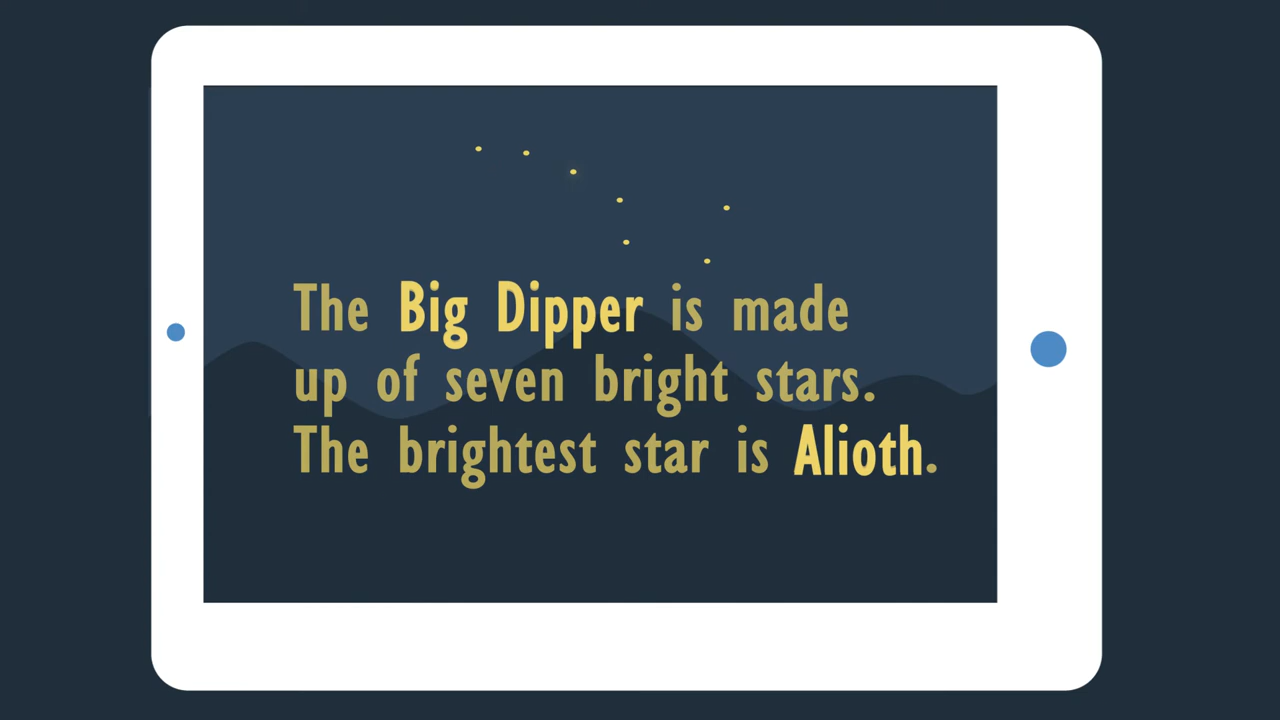 The Big Dipper is made
up of seven bright stars.
The brightest star is Alioth.